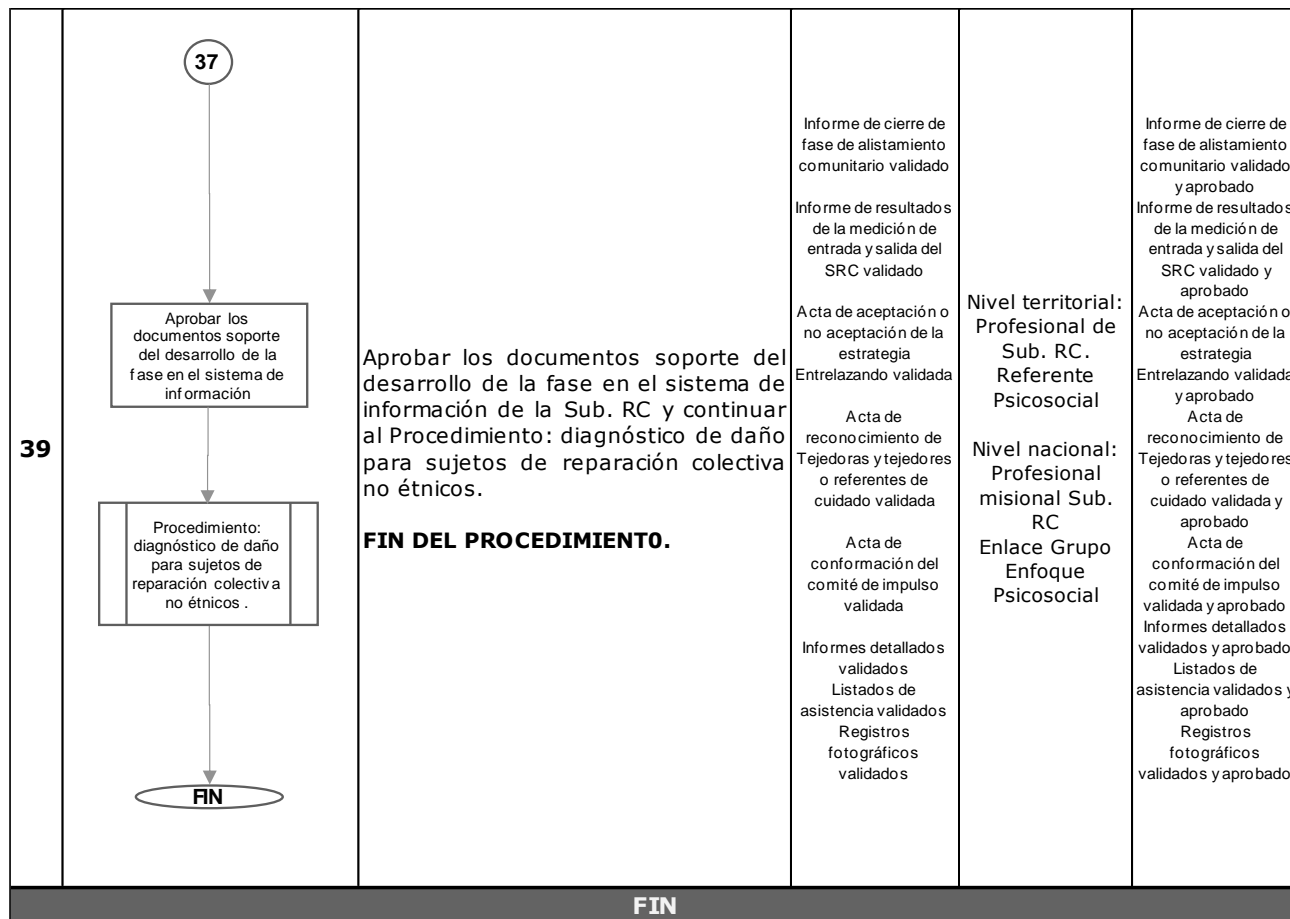 39
37
Aprobar los
documentos soporte
del desarrollo de la
fase en el sistema de
información
Procedimiento:
diagnóstico de daño
para sujetos de
reparación colectiva
no étnicos .
FIN
Aprobar los documentos soporte del
desarrollo de la fase en el sistema de
información de la Sub. RC y continuar
al Procedimiento: diagnóstico de daño
para sujetos de reparación colectiva
no étnicos.
FIN DEL PROCEDIMIENT0.
Informe de cierre de
fase de alistamiento
comunitario validado
Informe de resultados
de la medición de
entrada y salida del
SRC validado
Acta de aceptación o
no aceptación de la
estrategia
Entrelazando validada
Acta de
reconocimiento de
Tejedoras y tejedores
o referentes de
cuidado validada
Acta de
conformación del
comité de impulso
validada
Informes detallados
validados
Listados de
asistencia validados
Registros
fotográficos
validados
Nivel territorial:
Profesional de
Sub. RC.
Referente
Psicosocial
Nivel nacional:
Profesional
misional Sub.
RC
Enlace Grupo
Enfoque
Psicosocial
Informe de cierre de
fase de alistamiento
comunitario validado
y aprobado
Informe de resultados
de la medición de
entrada y salida del
SRC validado y
aprobado
Acta de aceptación o
no aceptación de la
estrategia
Entrelazando validada
y aprobado
Acta de
reconocimiento de
Tejedoras y tejedores
o referentes de
cuidado validada y
aprobado
Acta de
conformación del
comité de impulso
validada y aprobado
Informes detallados
validados y aprobado
Listados de
asistencia validados y
aprobado
Registros
fotográficos
validados y aprobado
FIN